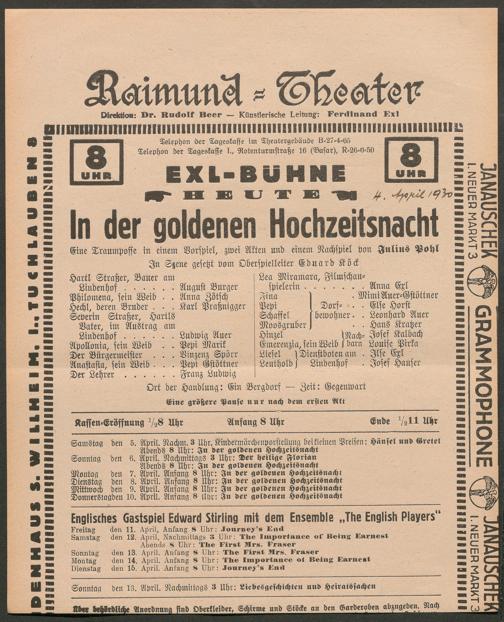 Raimund-Theater
Direktion: Dr. Rudolf Beer — Künstlerische Leitung: Ferdinand Exl
8 UHR
Telephon der Tageskasse im Theatergebäude B-27-4-65
Telephon der Tageskasse I., Rotenturmstraße 16 (Basar), R-26-0-50
8 UHR
EXL-BÜHNE
HEUTE
4. April 1930
In der goldenen Hochzeitsnacht
Eine Traumposse in einem Vorspiel, zwei Akten und einem Nachspiel von Julius Pohl
In Szene gesetzt vom Oberspielleiter Eduard Köck
Hartl Straßer, Bauer am
Lindenhof . . . . . . August Burger
Philomena, sein Weib . . Anna Zötsch
Hechl, deren Bruder . . . Karl Praßnigger
Severin Straßer, Hartls
Vater, im Austrag am
Lindenhof . . . . . . Ludwig Auer
Apollonia, sein Weib . . . Pepi Marik
Der Bürgermeister . . . Vinzenz Spörr
Anastasia, sein Weib . . . Pepi Gstöttner
Der Lehrer . . . . . . Franz Ludwig
Lea Miramara, Filmschau-
spielerin . . . . . . Anna Exl
Zina Mimi Auer-Gstöttner
Pepi Dorf- . . Else Horst
Schaffel bewohner . . Leonhard Auer
Moosgruber . . Hans Kratzer
Hinzel Nach- Josef Kalbach
Emerenzia, sein Weib barn Louise Pirka
Liesel Dienstboten am Ilse Exl
Leuthold Lindenhof Josef Hauser
Ort der Handlung: Ein Bergdorf — Zeit: Gegenwart
Eine größere Pause nur nach dem ersten Akt
Kassen-Eröffnung ½8 Uhr Anfang 8 Uhr Ende ½11 Uhr
Samstag den 5. April. Nachm. 3 Uhr. Kindermärchenvorstellung bei kleinen Preisen: Hänsel und Gretel
Abends 8 Uhr: In der goldenen Hochzeitsnacht
Sonntag den 6. April. Nachmittags 3 Uhr: Der heilige Florian
Abends 8 Uhr: In der goldenen Hochzeitsnacht
Montag den 7. April. Anfang 8 Uhr: In der goldenen Hochzeitsnacht
Dienstag den 8. April. Anfang 8 Uhr: In der goldenen Hochzeitsnacht
Mittwoch den 9. April. Anfang 8 Uhr: In der goldenen Hochzeitsnacht
Donnerstag den 10. April. Anfang 8 Uhr: In der goldenen Hochzeitsnacht
Englisches Gastspiel Edward Stirling mit dem Ensemble „The English Players"
Freitag den 11. April, Anfang 8 Uhr: Journey's End
Samstag den 12. April, Nachmittags 3 Uhr: The Importance of Being Earnest
Abends 8 Uhr: The First Mrs. Fraser
Sonntag den 13. April, Anfang 8 Uhr: The First Mrs. Fraser
Montag den 14. April, Anfang 8 Uhr: The Importance of Being Earnest
Dienstag den 15. April, Anfang 8 Uhr: Journey's End
Sonntag den 13. April. Nachmittags 3 Uhr: Liebesgeschichten und Heiratssachen
Über behördliche Anordnung sind Oberkleider, Schirme und Stöcke an den Garderoben abzugeben. Nach
DENHAUS S. WILLHEIM, I., TUCHLAUBEN 8
JANAUSCHEK
I. NEUER MARKT 3
GRAMMOPHONE
JANAUSCHEK
I. NEUER MARKT 3